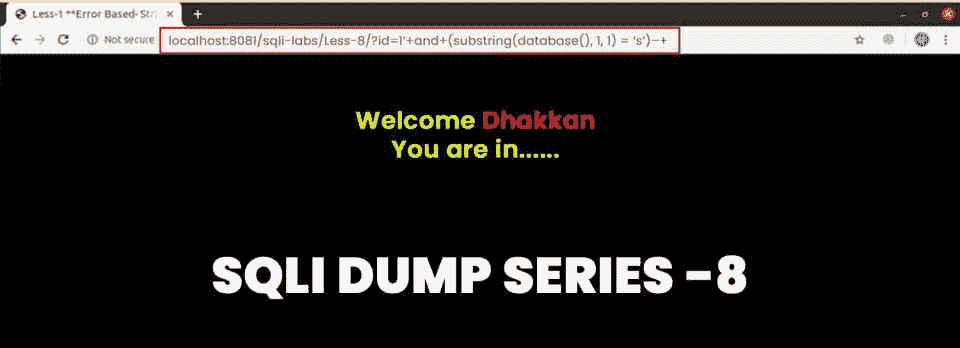 Less-1 **Error Based- Str
Not secure localhost:8081/sqli-labs/Less-8/?id=1'+and+(substring(database(), 1, 1) = 's')--+
Welcome Dhakkan
You are in......
SQLI DUMP SERIES -8